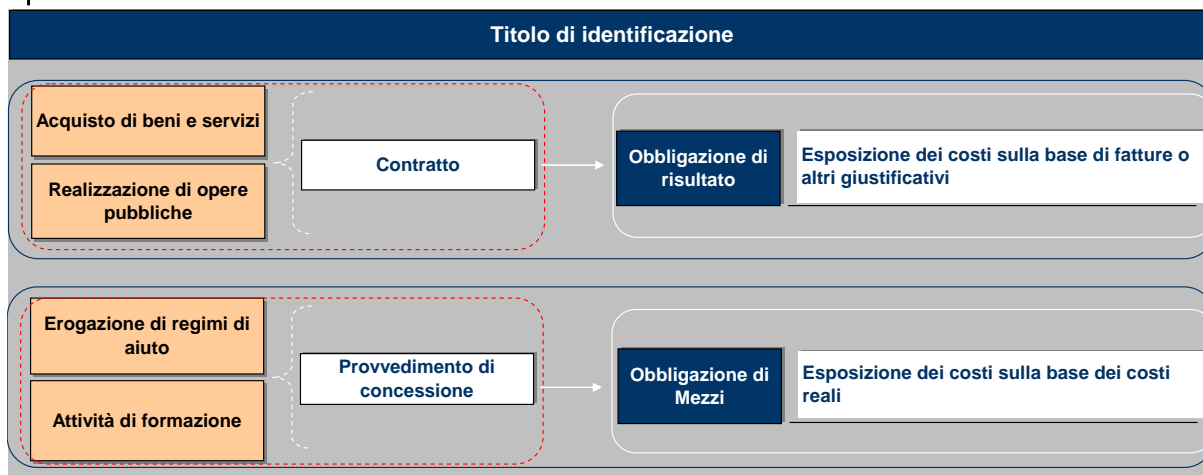 Titolo di identificazione
Acquisto di beni e servizi
Realizzazione di opere
pubbliche
Contratto
Obbligazione di
risultato
Esposizione dei costi sulla base di fatture o
altri giustificativi
Erogazione di regimi di
aiuto
Attività di formazione
Provvedimento di
concessione
Obbligazione di
Mezzi
Esposizione dei costi sulla base dei costi
reali